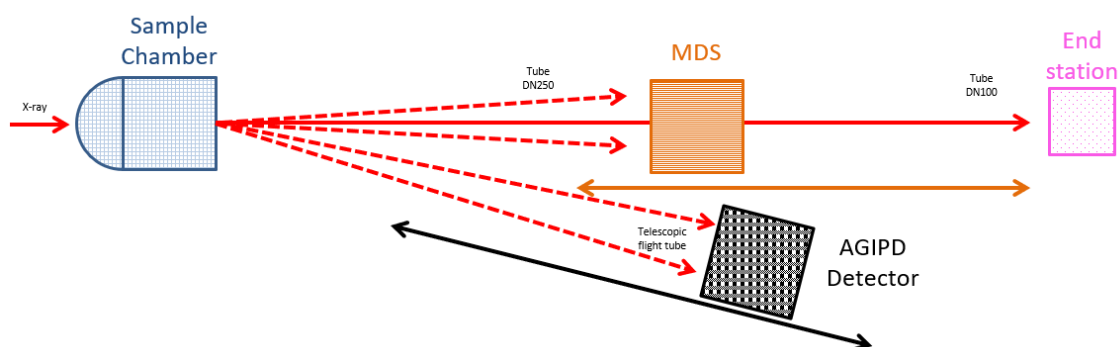 Sample
Chamber
X-ray
Tube
DN250
MDS
Tube
DN100
End
station
Telescopic
flight tube
AGIPD
Detector